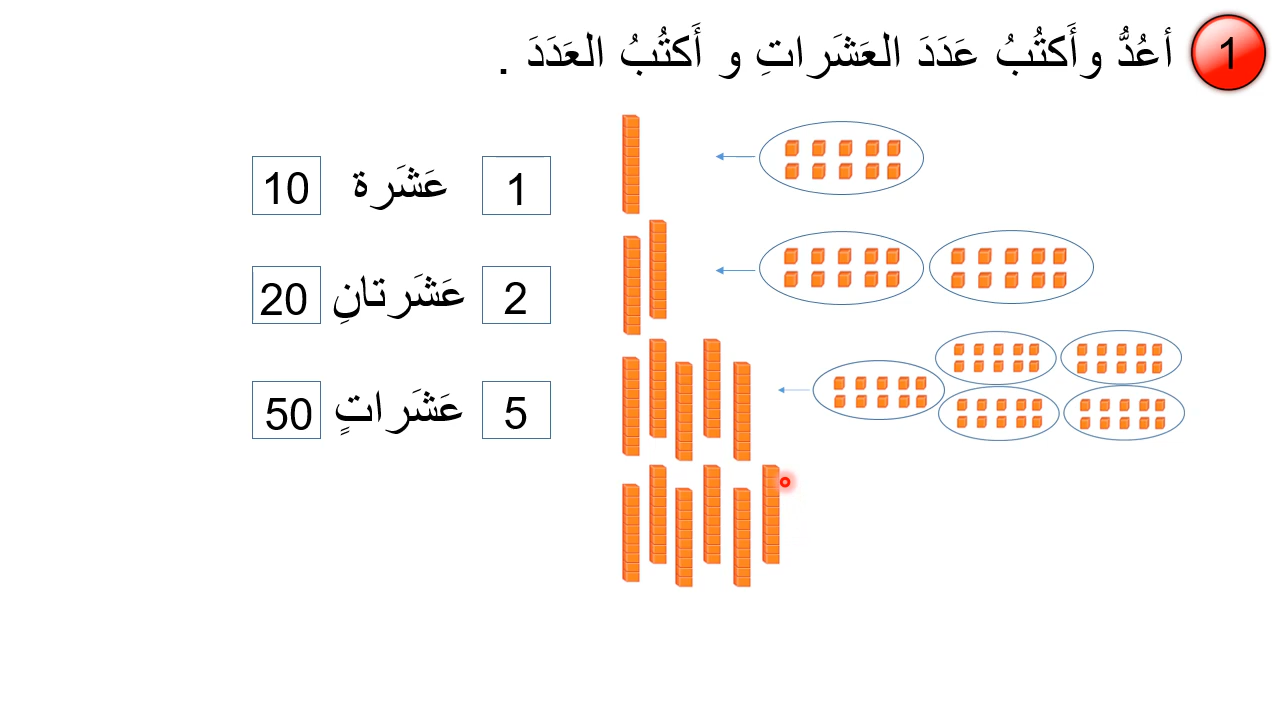 1 أعُدُّ وأَكتُبُ عَدَدَ العَشَراتِ و أَكتُبُ العَدَدَ .
1 عَشَرة 10
2 عَشَرتانِ 20
5 عَشَراتٍ 50